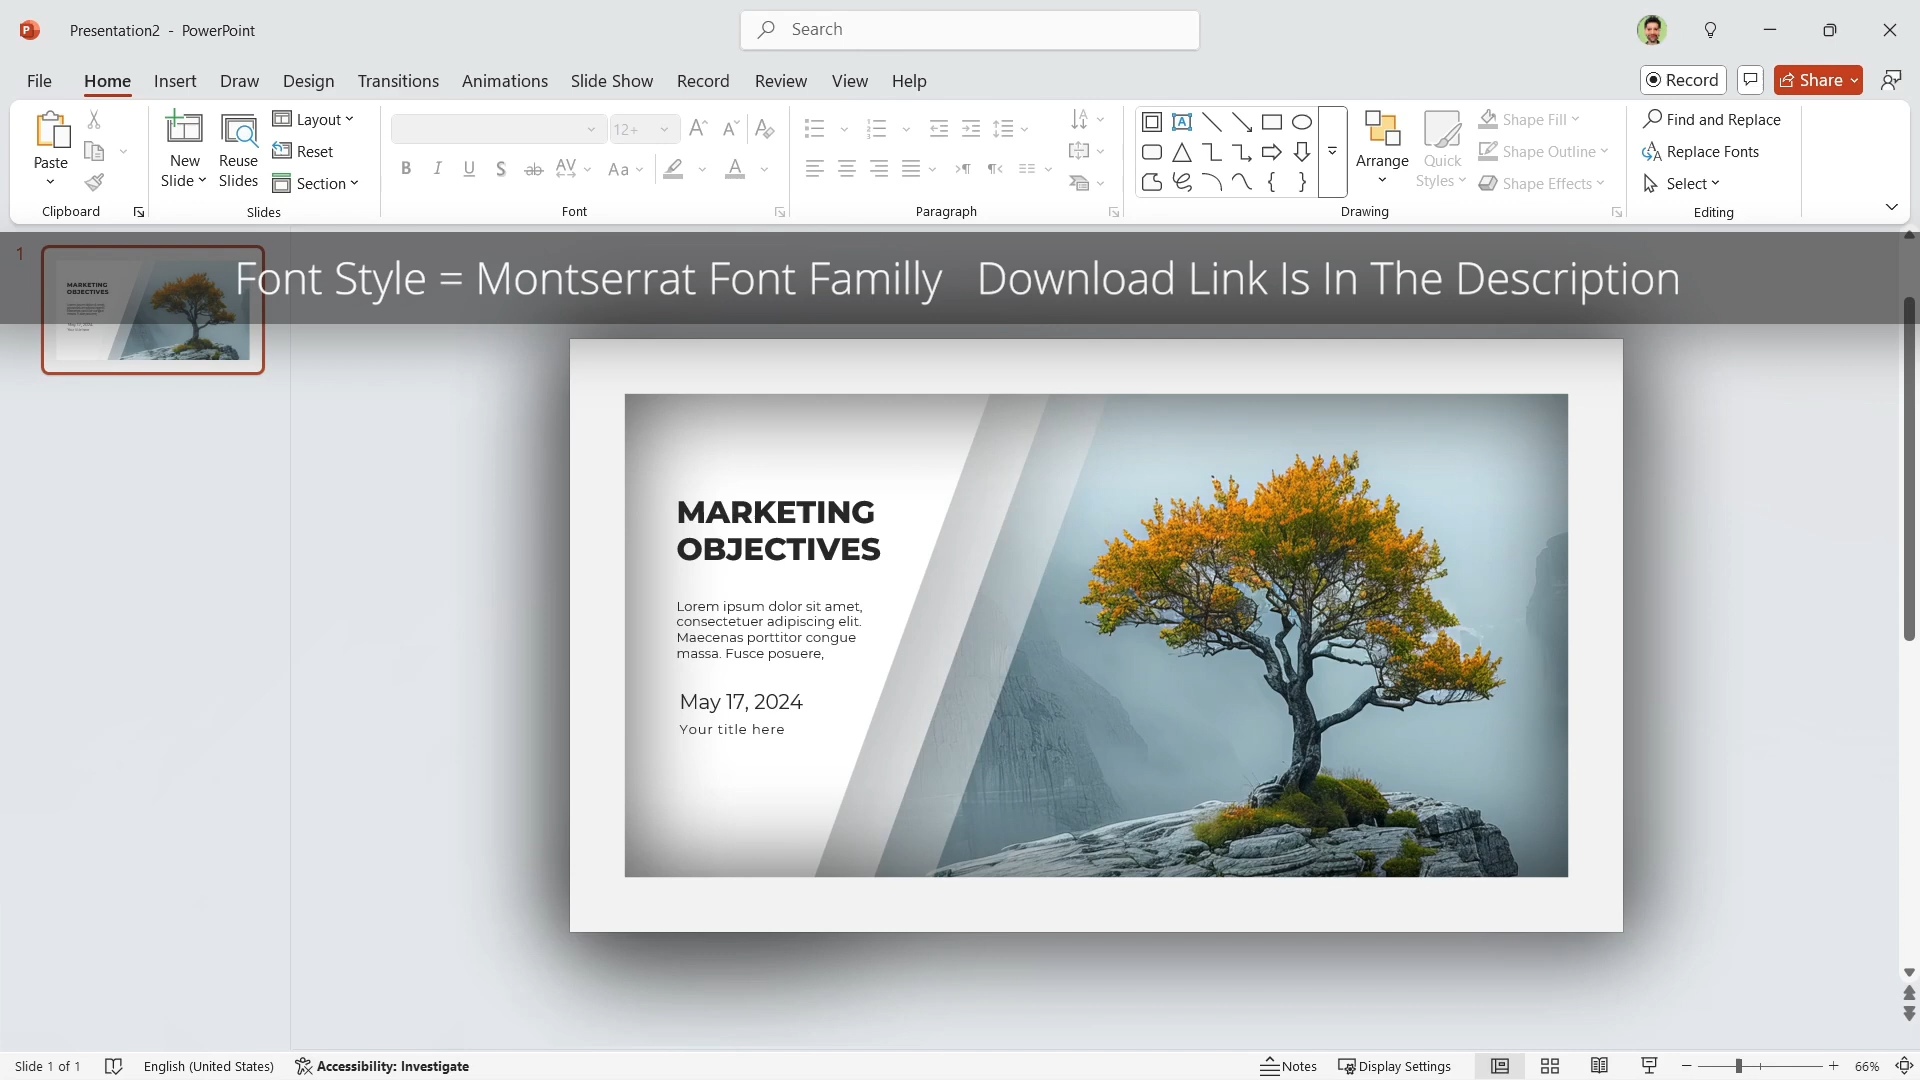 Presentation2 - PowerPoint
Search
File Home Insert Draw Design Transitions Animations Slide Show Record Review View Help
Record
Share
Paste
New Slide
Reuse Slides
Layout
Reset
Section
12+
Shape Fill
Shape Outline
Shape Effects
Arrange
Quick Styles
Find and Replace
Replace Fonts
Select
Clipboard
Slides
Font
Paragraph
Drawing
Editing
1
Font Style = Montserrat Font Familly Download Link Is In The Description
MARKETING
OBJECTIVES
Lorem ipsum dolor sit amet,
consectetuer adipiscing elit.
Maecenas porttitor congue
massa. Fusce posuere,
May 17, 2024
Your title here
Slide 1 of 1 English (United States) Accessibility: Investigate Notes Display Settings 66%